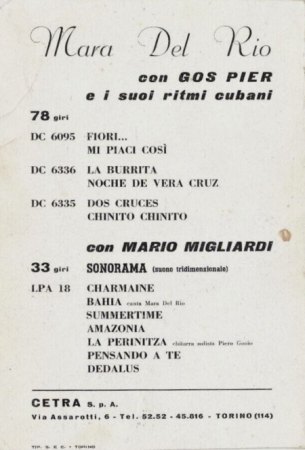 Mara Del Rio
con GOS PIER
e i suoi ritmi cubani
78 giri
DC 6095 FIORI...
MI PIACI COSÌ
DC 6336 LA BURRITA
NOCHE DE VERA CRUZ
DC 6335 DOS CRUCES
CHINITO CHINITO
con MARIO MIGLIARDI
33 giri SONORAMA (suono tridimensionale)
LPA 18 CHARMAINE
BAHIA canta Mara Del Rio
SUMMERTIME
AMAZONIA
LA PERINITZA chitarra solista Piero Gosio
PENSANDO A TE
DEDALUS
CETRA S. p. A.
Via Assarotti, 6 - Tel. 52.52 - 45.816 - TORINO (114)
TIP. S. E. C. - TORINO